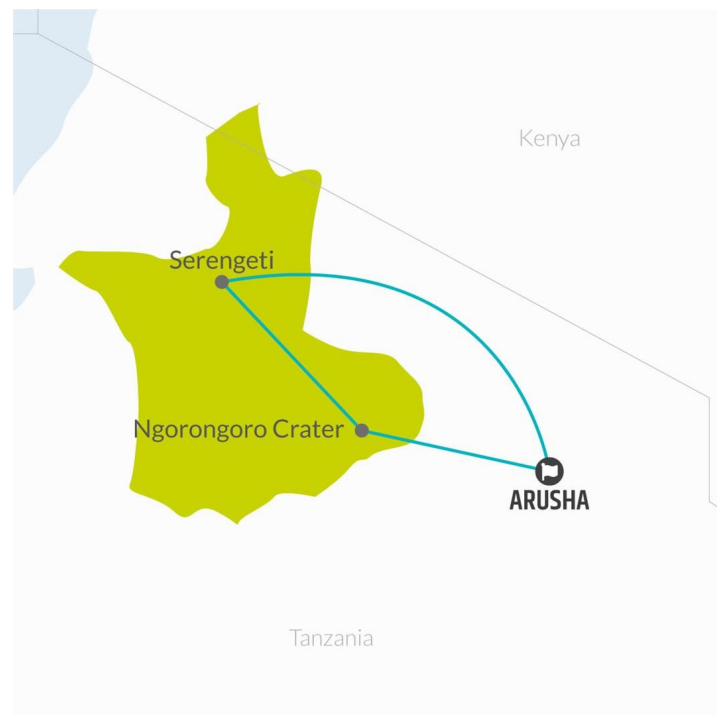 Kenya
Serengeti
Ngorongoro Crater
ARUSHA
Tanzania